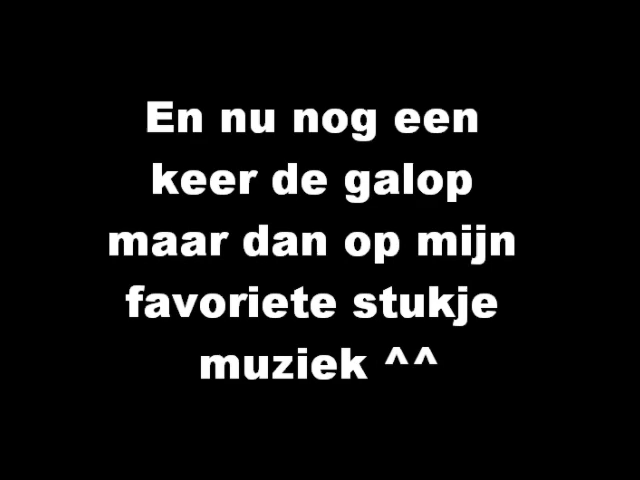 En nu nog een
keer de galop
maar dan op mijn
favoriete stukje
muziek ^^